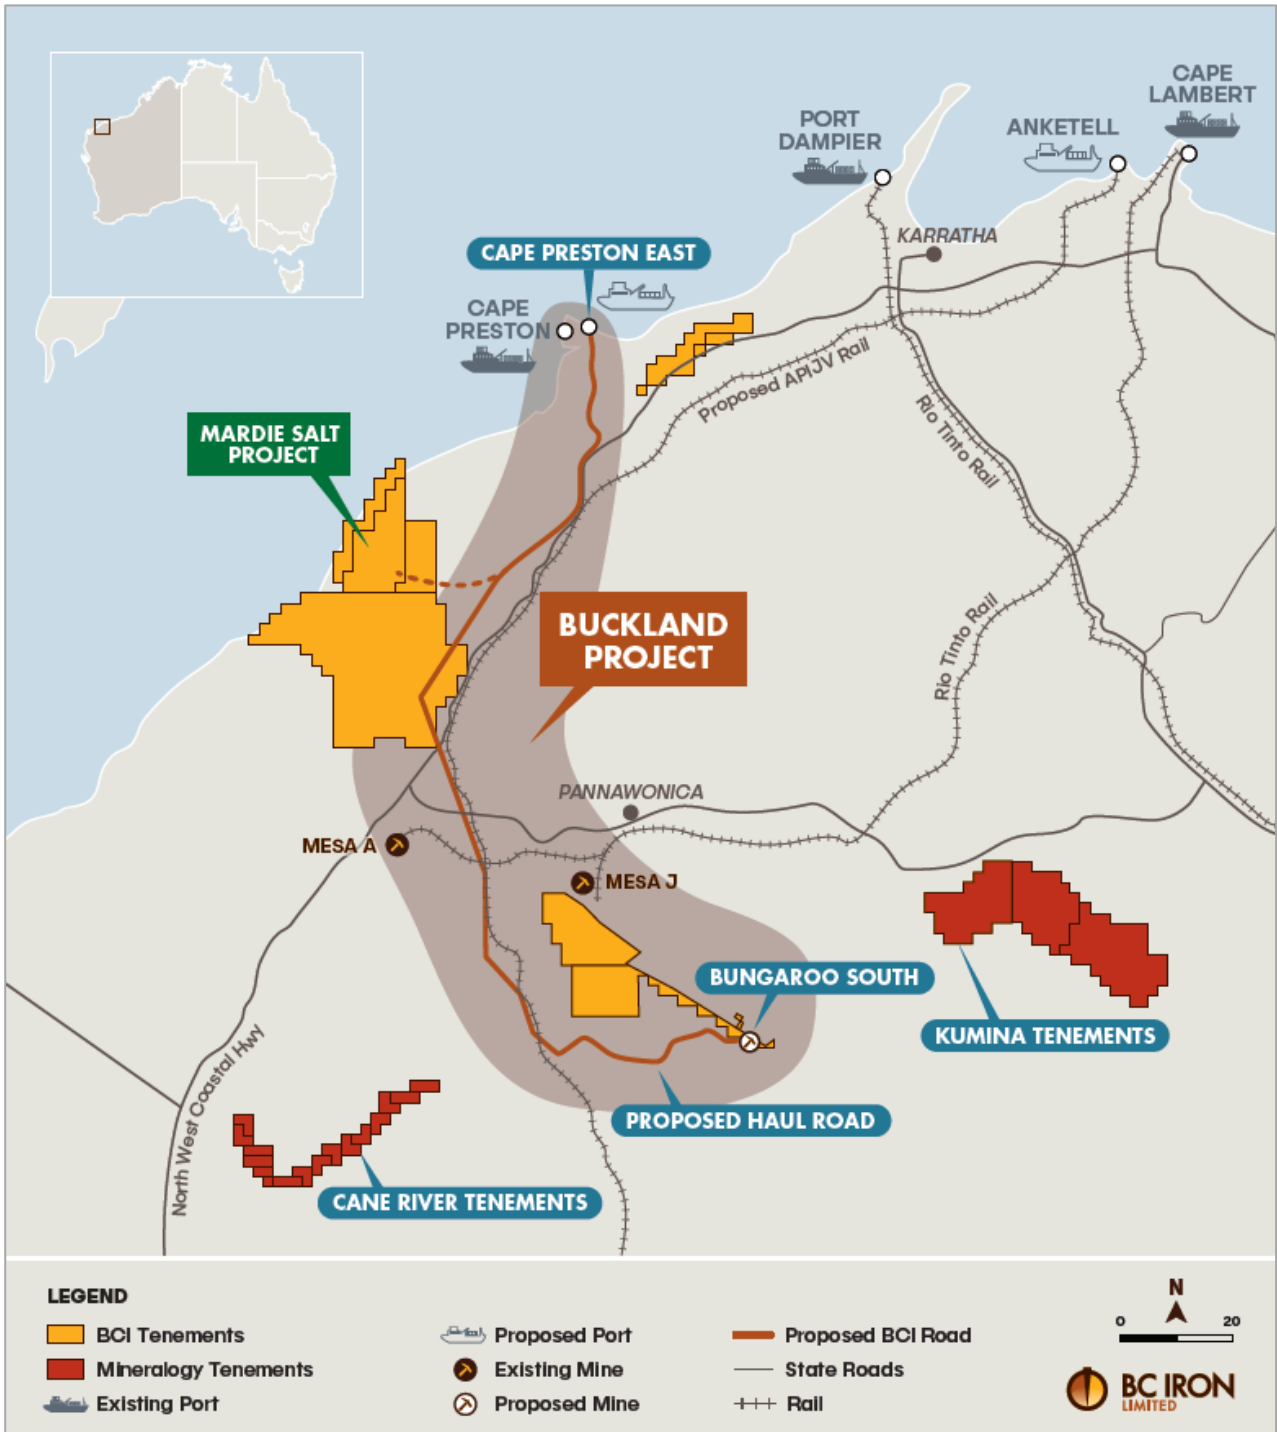 CAPE
LAMBERT
PORT
DAMPIER
ANKETELL
KARRATHA
CAPE PRESTON EAST
CAPE
PRESTON
Proposed APIJV Rail
Rio Tinto Rail
MARDIE SALT
PROJECT
BUCKLAND
PROJECT
Rio Tinto Rail
PANNAWONICA
MESA A
MESA J
BUNGAROO SOUTH
KUMINA TENEMENTS
North West Coastal Hwy
PROPOSED HAUL ROAD
CANE RIVER TENEMENTS
LEGEND
BCI Tenements
Mineralogy Tenements
Existing Port
Proposed Port
Existing Mine
Proposed Mine
Proposed BCI Road
State Roads
Rail
N
0 20
BC IRON
LIMITED